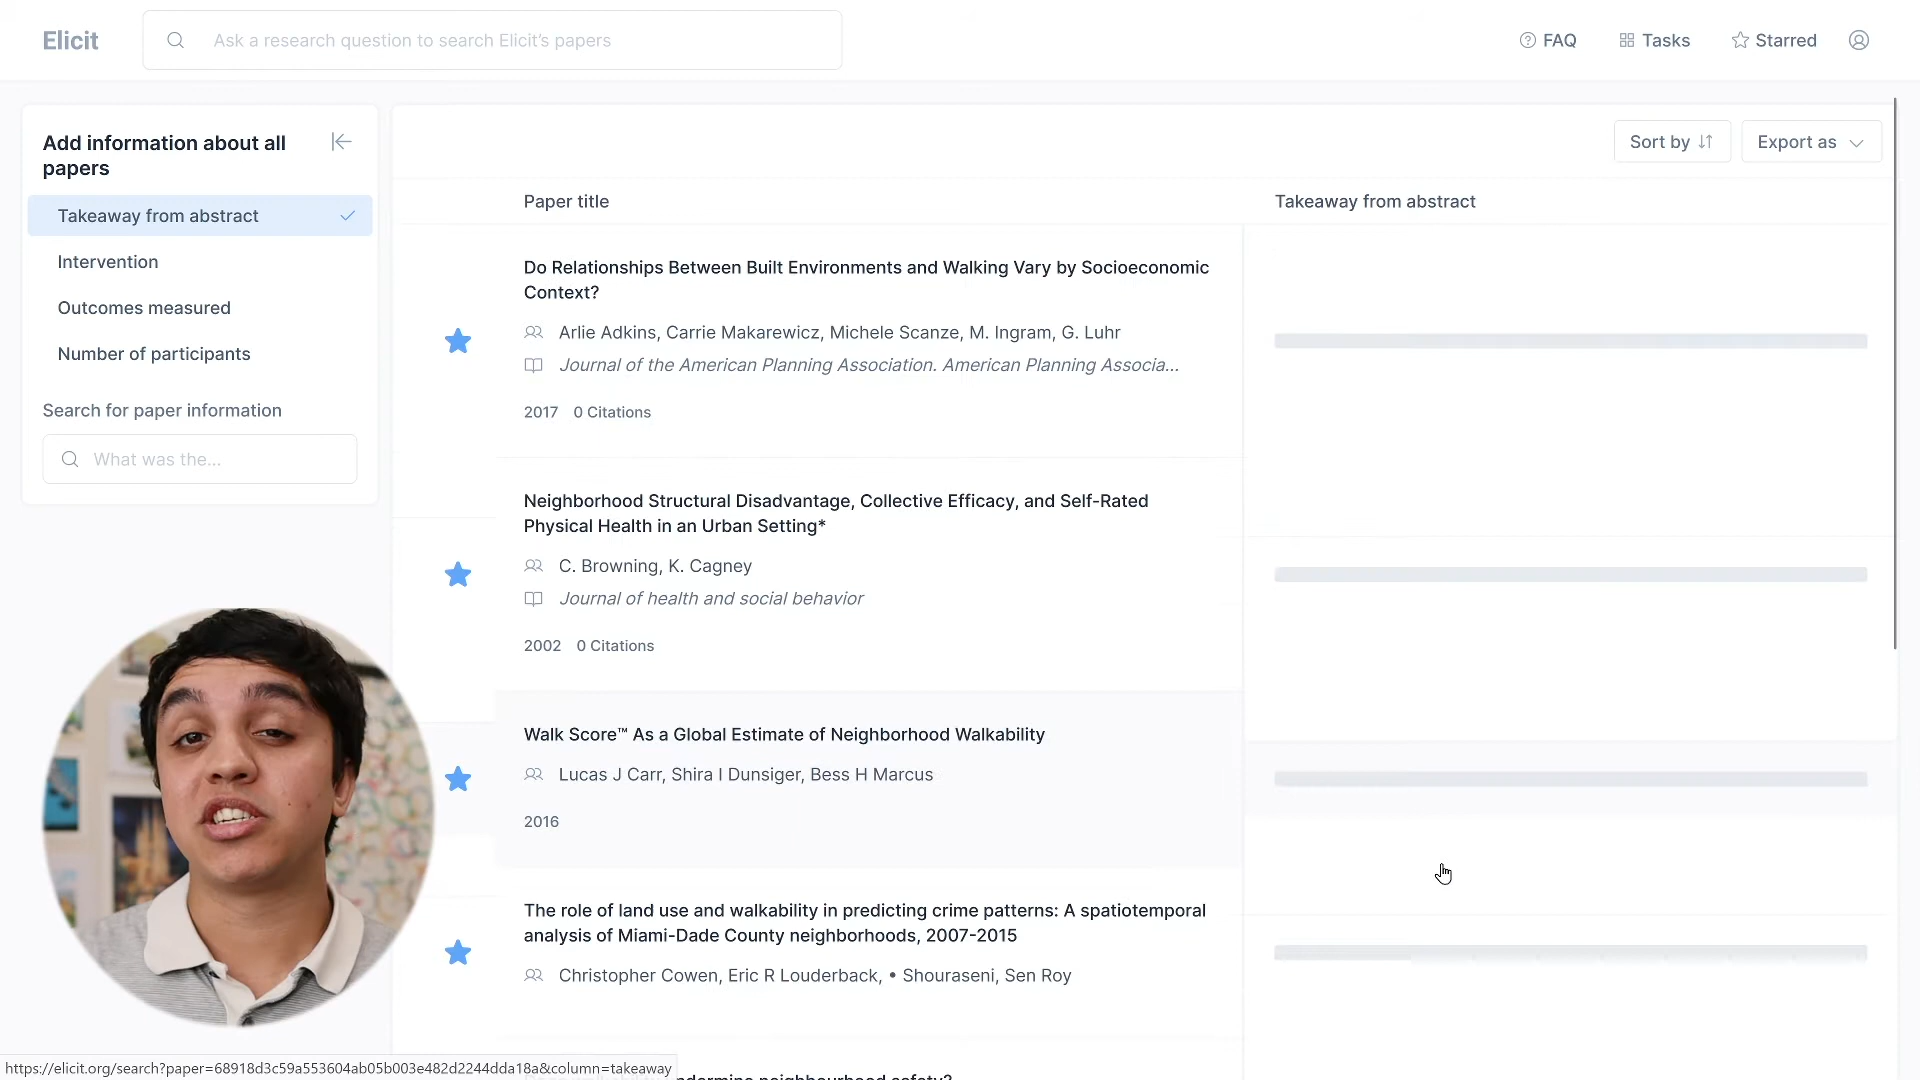 Elicit
Ask a research question to search Elicit's papers
FAQ
Tasks
Starred
Add information about all
papers
Takeaway from abstract
Intervention
Outcomes measured
Number of participants
Search for paper information
What was the...
Sort by
Export as
Paper title
Takeaway from abstract
Do Relationships Between Built Environments and Walking Vary by Socioeconomic
Context?
Arlie Adkins, Carrie Makarewicz, Michele Scanze, M. Ingram, G. Luhr
Journal of the American Planning Association. American Planning Associa...
2017 0 Citations
Neighborhood Structural Disadvantage, Collective Efficacy, and Self-Rated
Physical Health in an Urban Setting*
C. Browning, K. Cagney
Journal of health and social behavior
2002 0 Citations
Walk Score™ As a Global Estimate of Neighborhood Walkability
Lucas J Carr, Shira I Dunsiger, Bess H Marcus
2016
The role of land use and walkability in predicting crime patterns: A spatiotemporal
analysis of Miami-Dade County neighborhoods, 2007-2015
Christopher Cowen, Eric R Louderback, • Shouraseni, Sen Roy
neighbourhood safety?
https://elicit.org/search?paper=68918d3c59a553604ab05b003e482d2244dda18a&column=takeaway